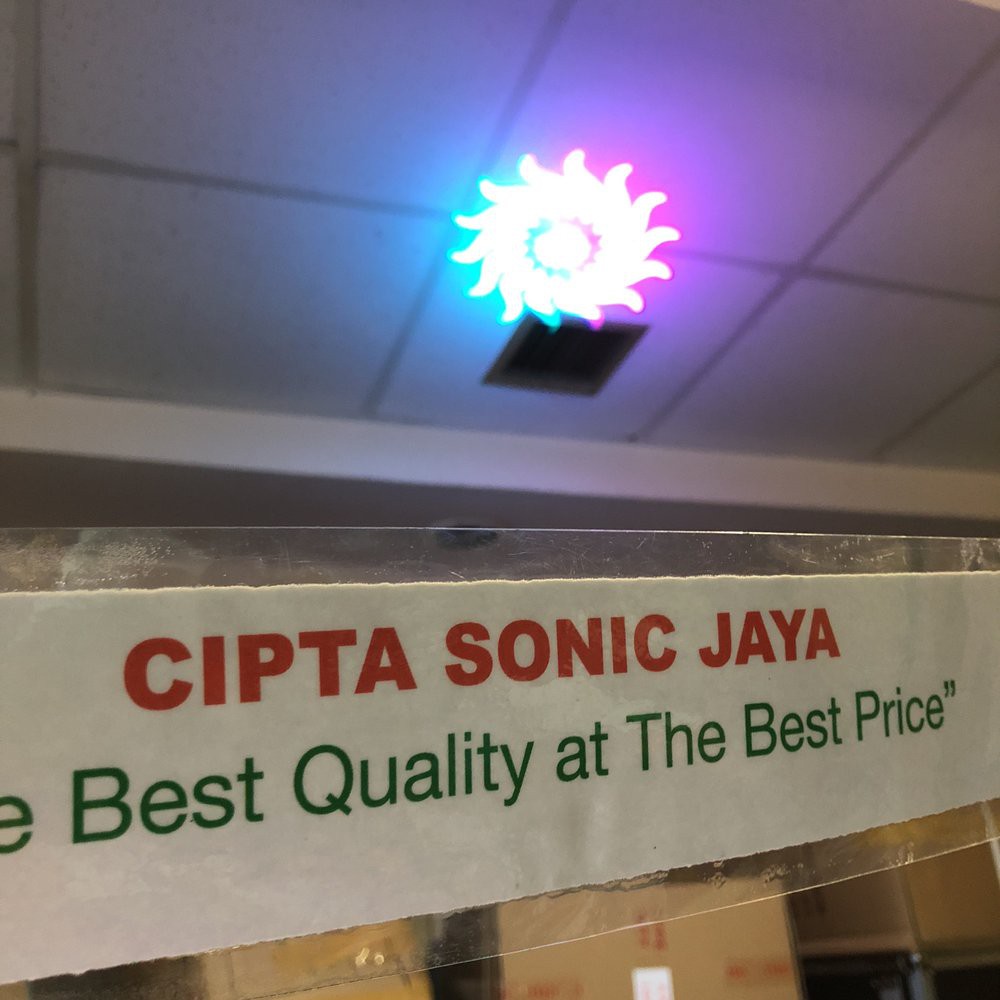 CIPTA SONIC JAYA
e Best Quality at The Best Price”